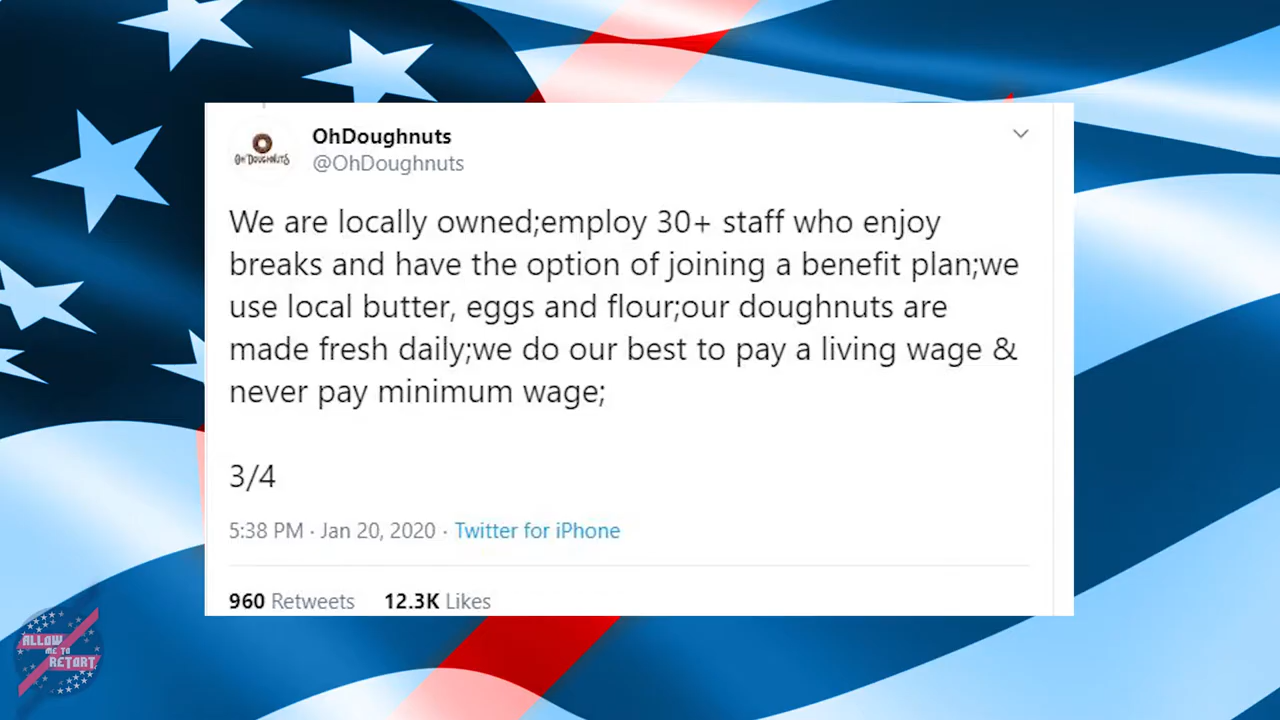 OhDoughnuts
@OhDoughnuts
OH DOUGHNUTS
We are locally owned;employ 30+ staff who enjoy
breaks and have the option of joining a benefit plan;we
use local butter, eggs and flour;our doughnuts are
made fresh daily;we do our best to pay a living wage &
never pay minimum wage;
3/4
5:38 PM · Jan 20, 2020 · Twitter for iPhone
960 Retweets 12.3K Likes
ALLOW
ME TO
RETORT